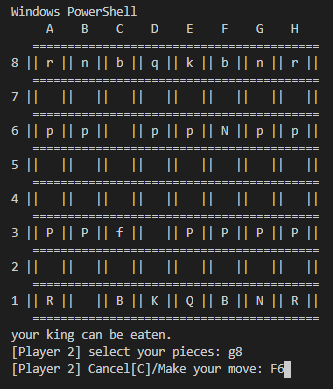 Windows PowerShell
     A   B   C   D   E   F   G   H
   =================================
8 || r || n || b || q || k || b || n || r ||
   =================================
7 ||   ||   ||   ||   ||   ||   ||   ||   ||
   =================================
6 || p || p ||   || p || p || N || p || p ||
   =================================
5 ||   ||   ||   ||   ||   ||   ||   ||   ||
   =================================
4 ||   ||   ||   ||   ||   ||   ||   ||   ||
   =================================
3 || P || P || f ||   || P || P || P || P ||
   =================================
2 ||   ||   ||   ||   ||   ||   ||   ||   ||
   =================================
1 || R ||   || B || K || Q || B || N || R ||
   =================================
your king can be eaten.
[Player 2] select your pieces: g8
[Player 2] Cancel[C]/Make your move: F6